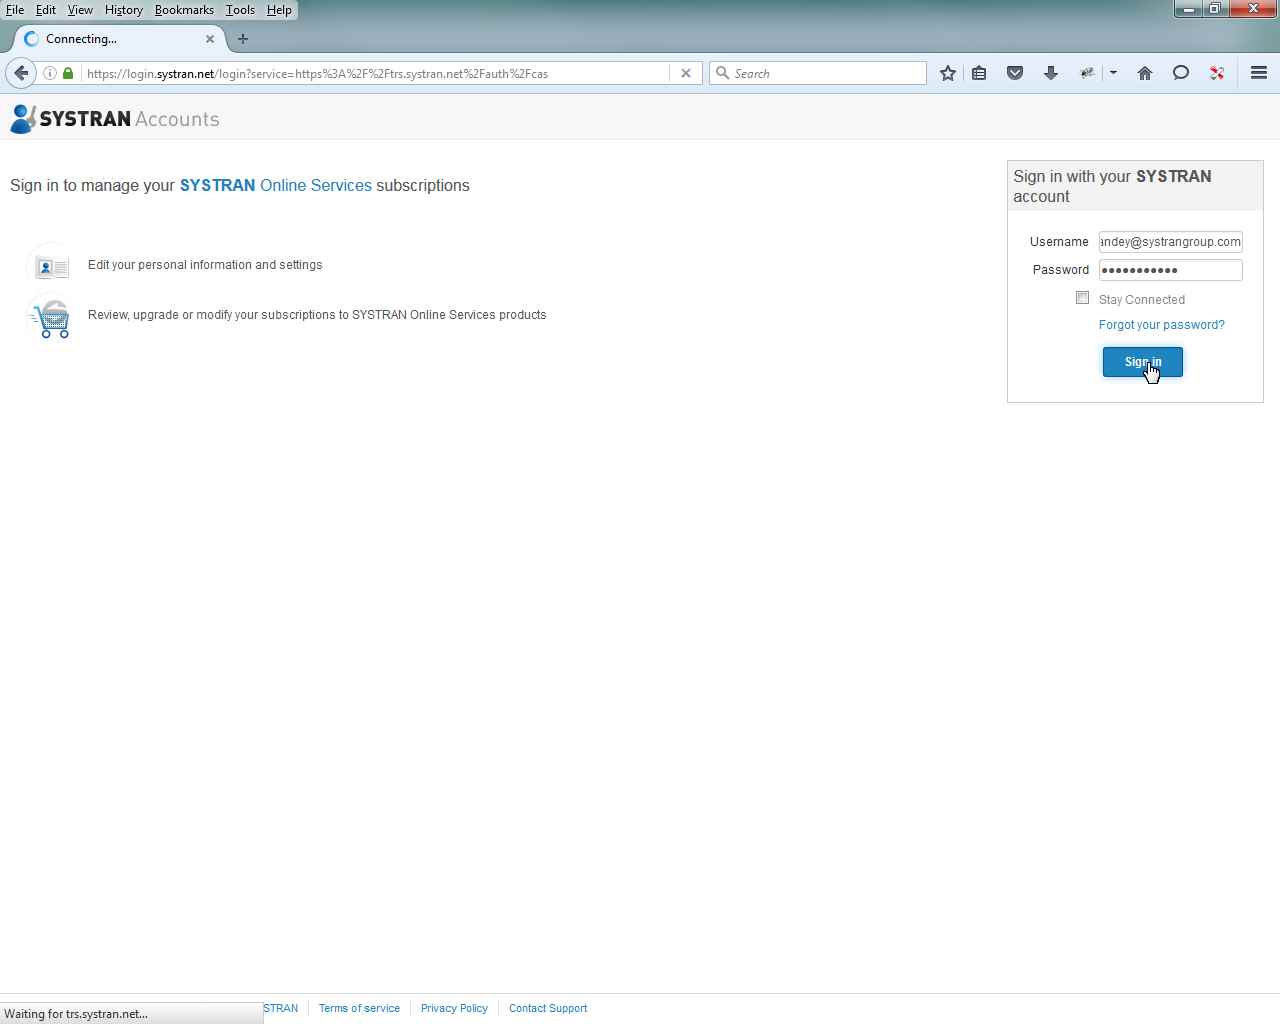 File Edit View History Bookmarks Tools Help
Connecting...
https://login.systran.net/login?service=https%3A%2F%2Ftrs.systran.net%2Fauth%2Fcas
Search
SYSTRAN Accounts
Sign in to manage your SYSTRAN Online Services subscriptions
Edit your personal information and settings
Review, upgrade or modify your subscriptions to SYSTRAN Online Services products
Sign in with your SYSTRAN
account
Username andey@systrangroup.com
Password
Stay Connected
Forgot your password?
Sign in
STRAN Terms of service Privacy Policy Contact Support
Waiting for trs.systran.net...